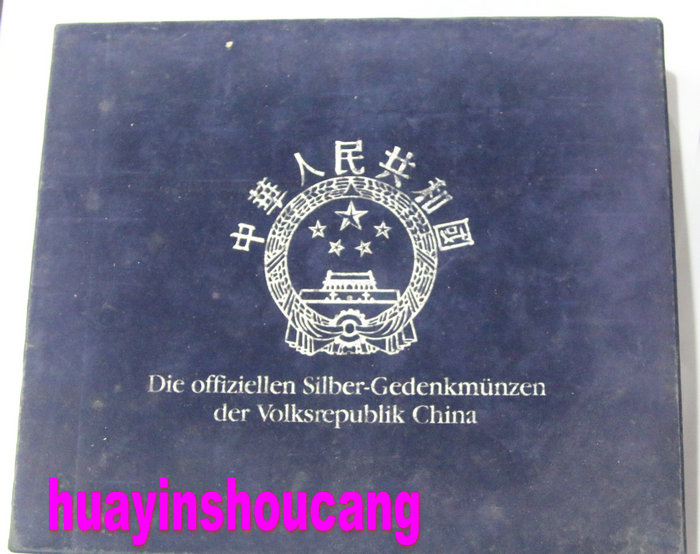 中華人民共和國
Die offiziellen Silber-Gedenkmünzen
der Volksrepublik China
huayinshoucang